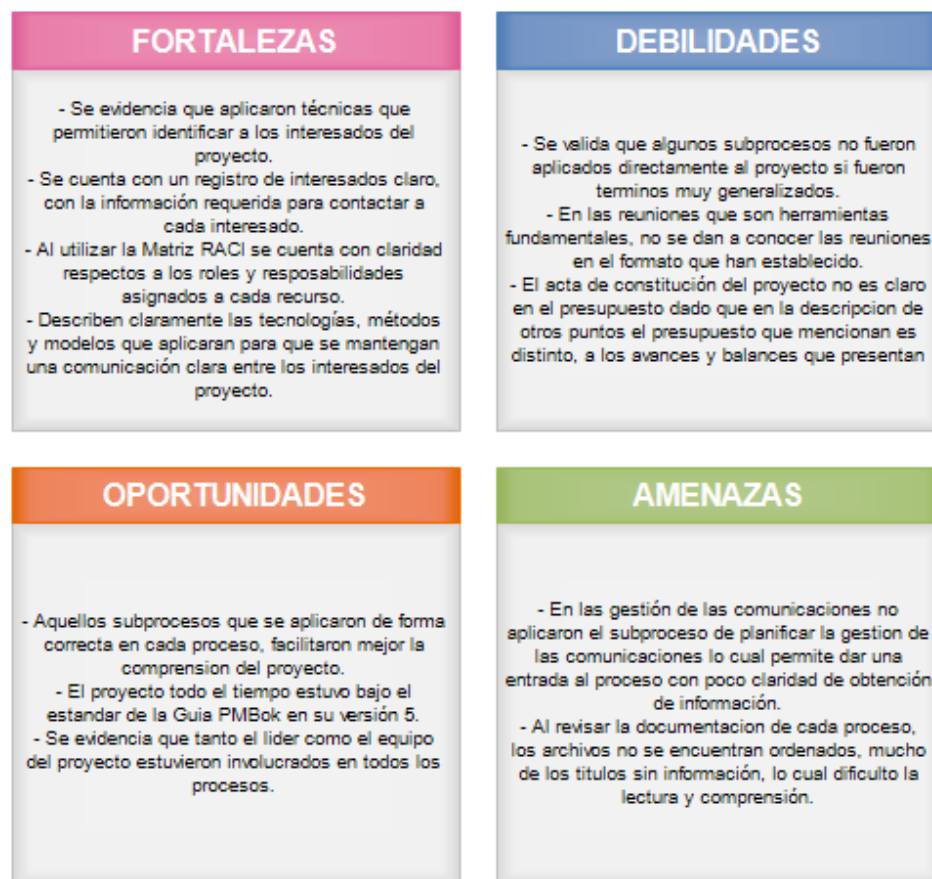 FORTALEZAS
- Se evidencia que aplicaron técnicas que
permitieron identificar a los interesados del
proyecto.
- Se cuenta con un registro de interesados claro,
con la información requerida para contactar a
cada interesado.
- Al utilizar la Matriz RACI se cuenta con claridad
respectos a los roles y resposabilidades
asignados a cada recurso.
- Describen claramente las tecnologías, métodos
y modelos que aplicaran para que se mantengan
una comunicación clara entre los interesados del
proyecto.
DEBILIDADES
- Se valida que algunos subprocesos no fueron
aplicados directamente al proyecto si fueron
terminos muy generalizados.
- En las reuniones que son herramientas
fundamentales, no se dan a conocer las reuniones
en el formato que han establecido.
- El acta de constitución del proyecto no es claro
en el presupuesto dado que en la descripcion de
otros puntos el presupuesto que mencionan es
distinto, a los avances y balances que presentan
OPORTUNIDADES
- Aquellos subprocesos que se aplicaron de forma
correcta en cada proceso, facilitaron mejor la
comprension del proyecto.
- El proyecto todo el tiempo estuvo bajo el
estandar de la Guia PMBok en su versión 5.
- Se evidencia que tanto el lider como el equipo
del proyecto estuvieron involucrados en todos los
procesos.
AMENAZAS
- En las gestión de las comunicaciones no
aplicaron el subproceso de planificar la gestion de
las comunicaciones lo cual permite dar una
entrada al proceso con poco claridad de obtención
de información.
- Al revisar la documentacion de cada proceso,
los archivos no se encuentran ordenados, mucho
de los titulos sin información, lo cual dificulto la
lectura y comprensión.